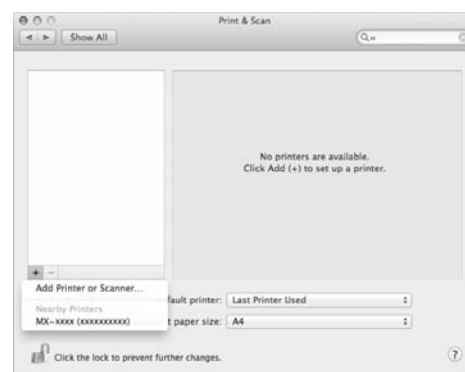 Print & Scan
Show All
No printers are available.
Click Add (+) to set up a printer.
+ −
Add Printer or Scanner...
Nearby Printers
MX-xxxx (xxxxxxxxxx)
fault printer: Last Printer Used
t paper size: A4
Click the lock to prevent further changes.
?